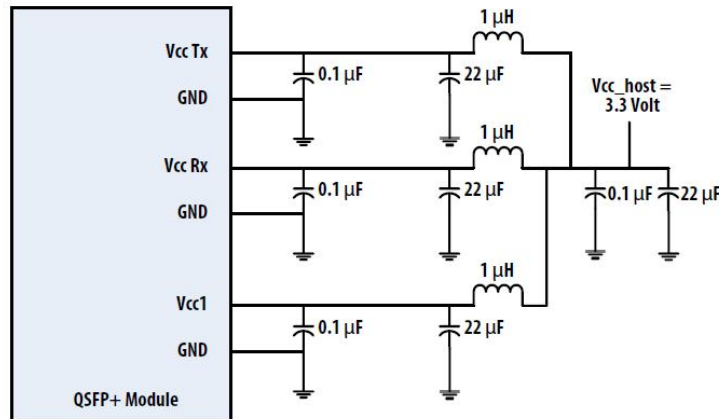 1 µH
Vcc Tx
0.1 µF
22 µF
Vcc_host =
3.3 Volt
GND
1 µH
Vcc Rx
0.1 µF
22 µF
0.1 µF
22 µF
GND
1 µH
Vcc1
0.1 µF
22 µF
GND
QSFP+ Module